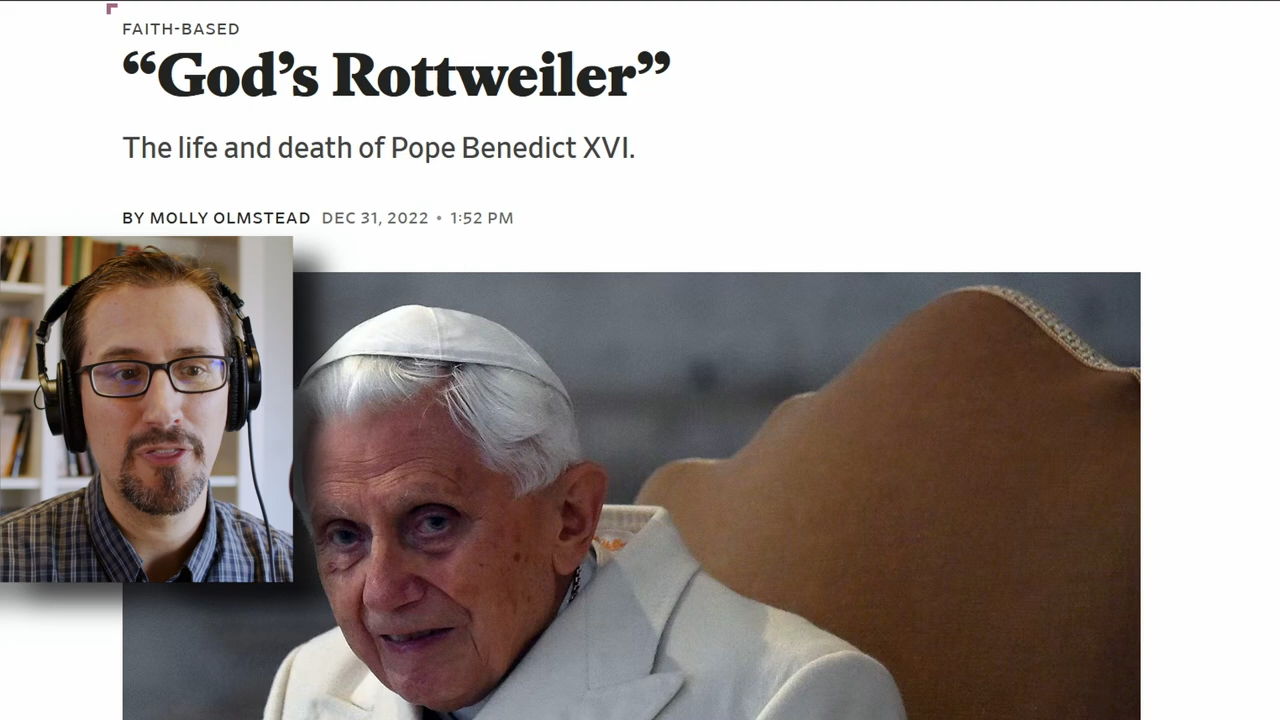 FAITH-BASED
“God’s Rottweiler”
The life and death of Pope Benedict XVI.
BY MOLLY OLMSTEAD DEC 31, 2022 • 1:52 PM